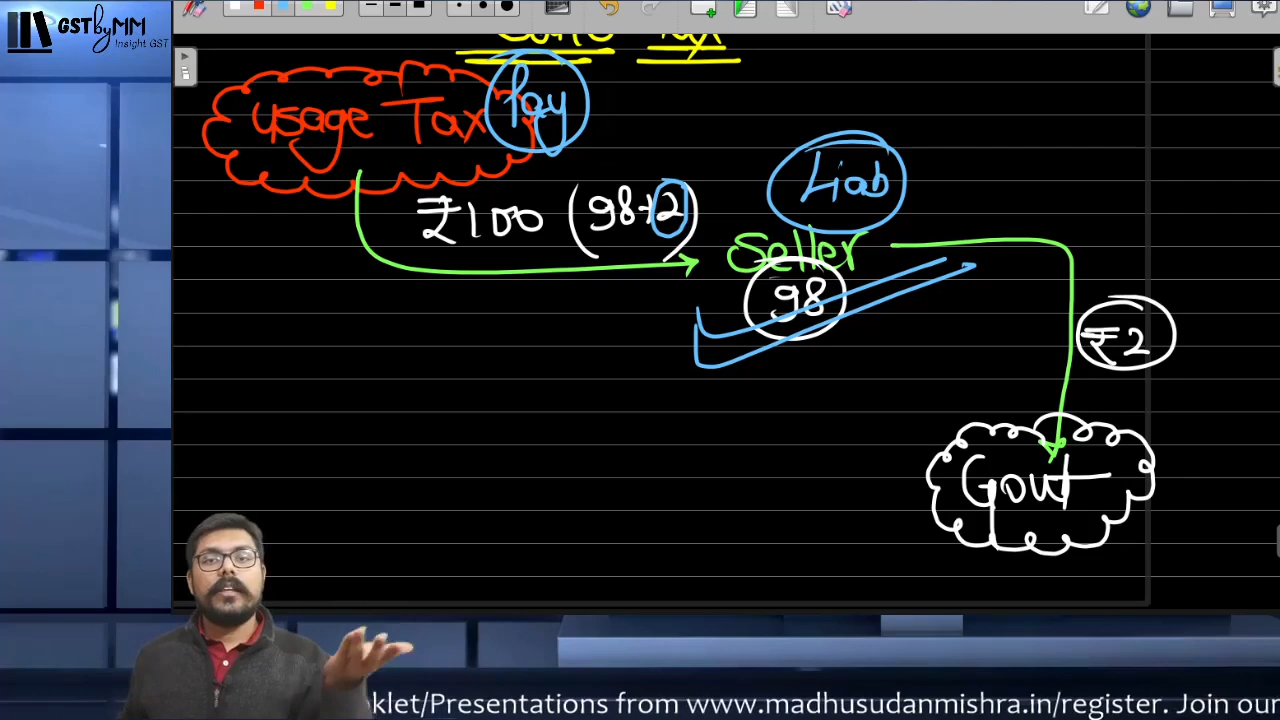 GSTbyMM
Insight GST
Tax
Usage Tax Pay
Liab
₹100 (98+2)
Seller
98
₹2
Govt
klet/Presentations from www.madhusudanmishra.in/register. Join our